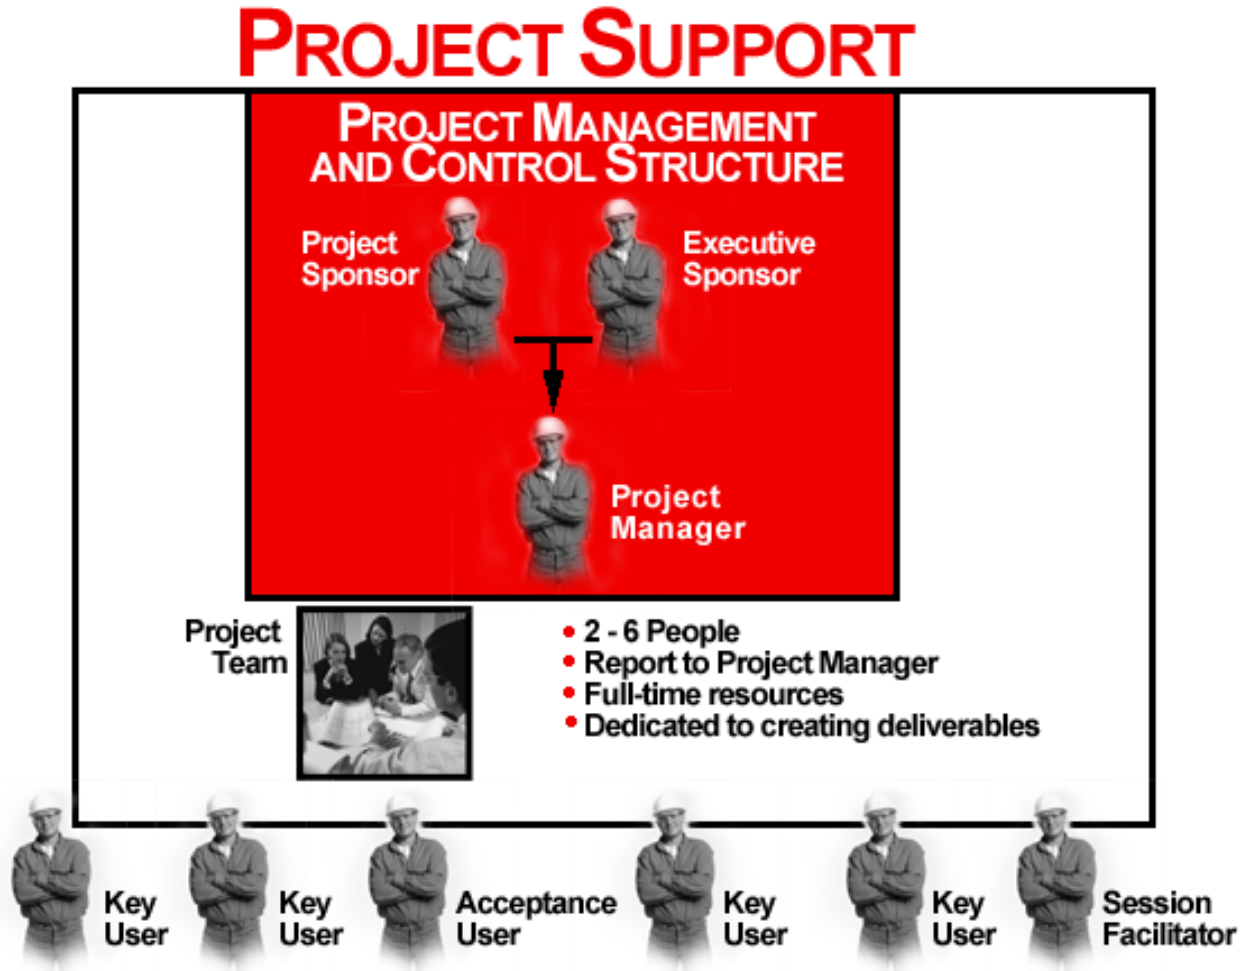 PROJECT SUPPORT
PROJECT MANAGEMENT
AND CONTROL STRUCTURE
Project
Sponsor
Executive
Sponsor
Project
Manager
Project
Team
• 2 - 6 People
• Report to Project Manager
• Full-time resources
• Dedicated to creating deliverables
Key
User
Key
User
Acceptance
User
Key
User
Key
User
Session
Facilitator